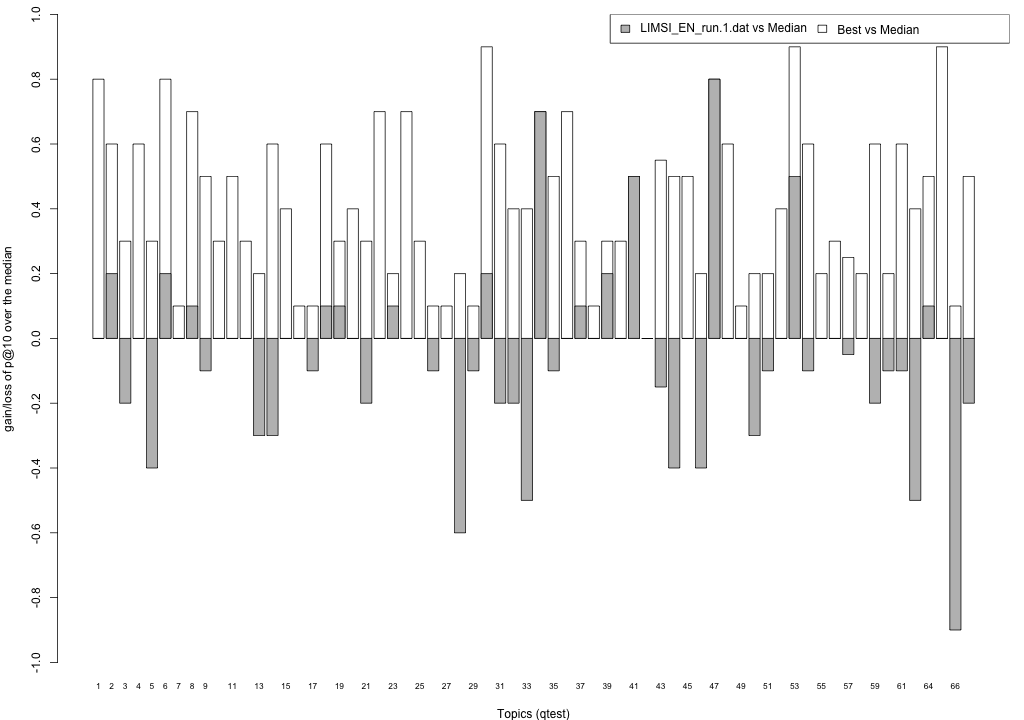 LIMSI_EN_run.1.dat vs Median Best vs Median
1.0
0.8
0.6
0.4
0.2
0.0
-0.2
-0.4
-0.6
-0.8
-1.0
gain/loss of p@10 over the median
1 2 3 4 5 6 7 8 9 11 13 15 17 19 21 23 25 27 29 31 33 35 37 39 41 43 45 47 49 51 53 55 57 59 61 64 66
Topics (qtest)